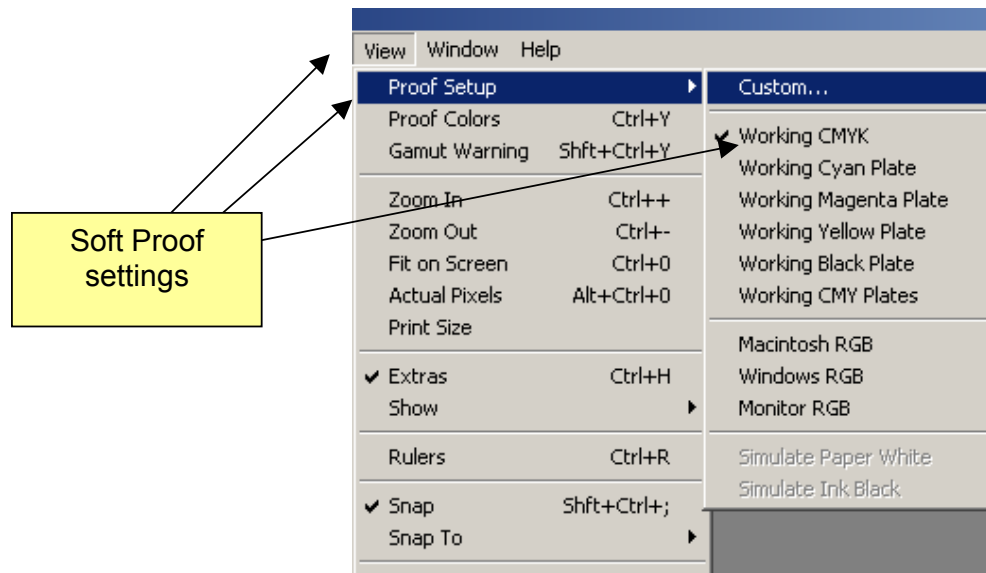 View Window Help
Proof Setup
Proof Colors Ctrl+Y
Gamut Warning Shft+Ctrl+Y
Zoom In Ctrl++
Zoom Out Ctrl+-
Fit on Screen Ctrl+0
Actual Pixels Alt+Ctrl+0
Print Size
Extras Ctrl+H
Show
Rulers Ctrl+R
Snap Shft+Ctrl+;
Snap To
Custom...
Working CMYK
Working Cyan Plate
Working Magenta Plate
Working Yellow Plate
Working Black Plate
Working CMY Plates
Macintosh RGB
Windows RGB
Monitor RGB
Simulate Paper White
Simulate Ink Black
Soft Proof
settings